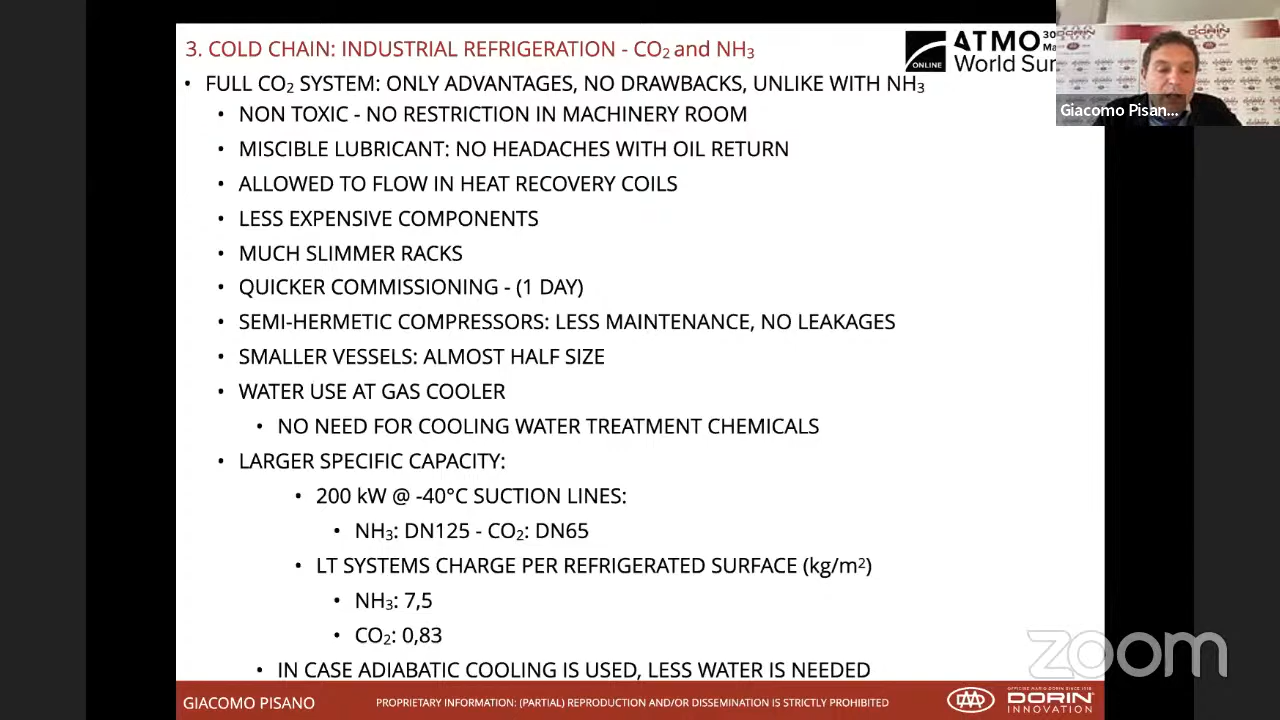 3. COLD CHAIN: INDUSTRIAL REFRIGERATION - CO₂ and NH₃
ONLINE
ATMO
World Sum
30
Ma
DORIN
100
Giacomo Pisan...
• FULL CO₂ SYSTEM: ONLY ADVANTAGES, NO DRAWBACKS, UNLIKE WITH NH₃
• NON TOXIC - NO RESTRICTION IN MACHINERY ROOM
• MISCIBLE LUBRICANT: NO HEADACHES WITH OIL RETURN
• ALLOWED TO FLOW IN HEAT RECOVERY COILS
• LESS EXPENSIVE COMPONENTS
• MUCH SLIMMER RACKS
• QUICKER COMMISSIONING - (1 DAY)
• SEMI-HERMETIC COMPRESSORS: LESS MAINTENANCE, NO LEAKAGES
• SMALLER VESSELS: ALMOST HALF SIZE
• WATER USE AT GAS COOLER
• NO NEED FOR COOLING WATER TREATMENT CHEMICALS
• LARGER SPECIFIC CAPACITY:
• 200 kW @ -40°C SUCTION LINES:
• NH₃: DN125 - CO₂: DN65
• LT SYSTEMS CHARGE PER REFRIGERATED SURFACE (kg/m²)
• NH₃: 7,5
• CO₂: 0,83
• IN CASE ADIABATIC COOLING IS USED, LESS WATER IS NEEDED
zoom
GIACOMO PISANO
PROPRIETARY INFORMATION: (PARTIAL) REPRODUCTION AND/OR DISSEMINATION IS STRICTLY PROHIBITED
DORIN
INNOVATION